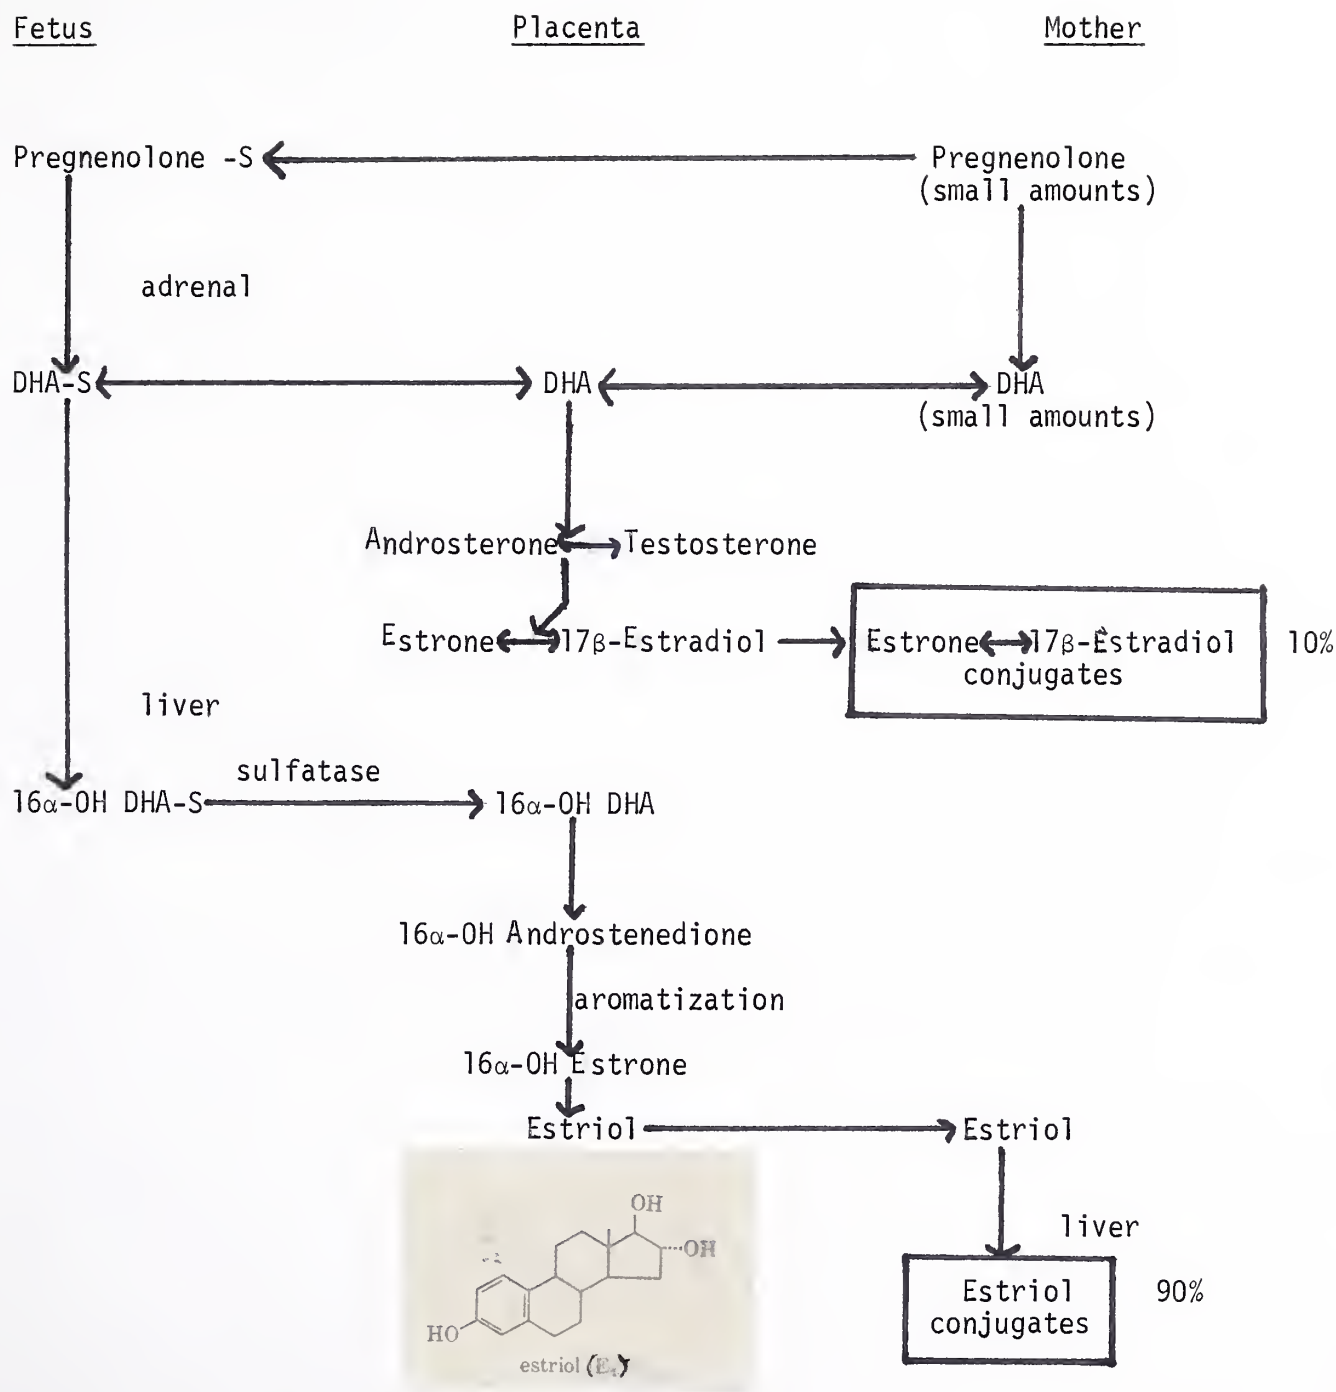 Fetus Placenta Mother
Pregnenolone -S Pregnenolone
(small amounts)
adrenal
DHA-S DHA DHA
(small amounts)
Androsterone Testosterone
Estrone 17β-Estradiol Estrone 17β-Estradiol 10%
conjugates
liver
sulfatase
16α-OH DHA-S 16α-OH DHA
16α-OH Androstenedione
aromatization
16α-OH Estrone
Estriol Estriol
OH
OH
liver
HO
Estriol 90%
conjugates
estriol